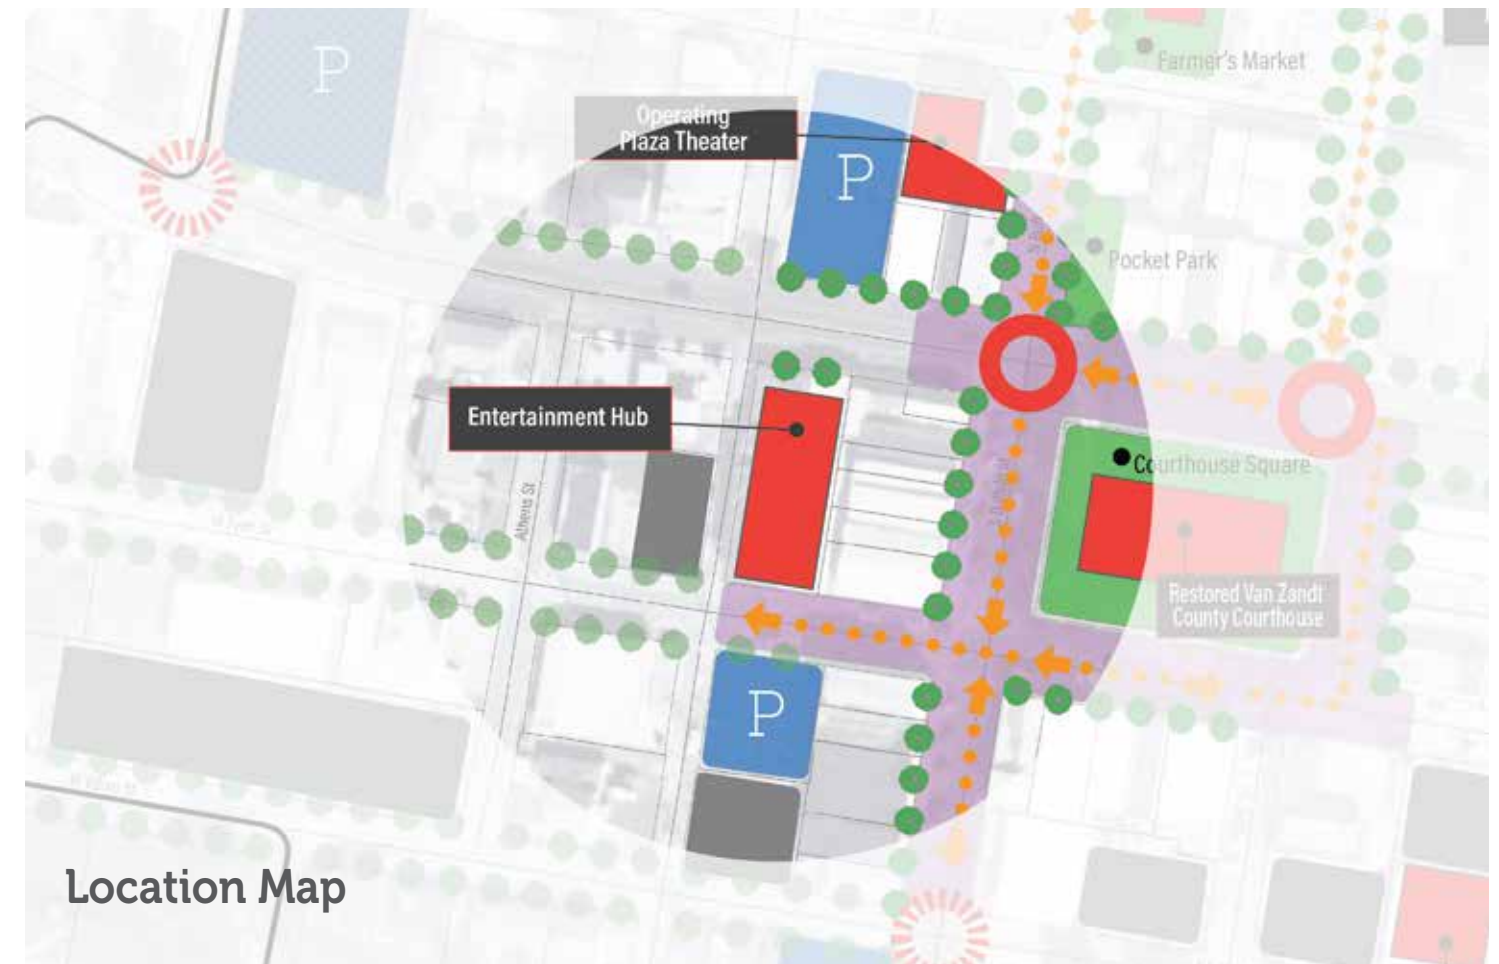 P
Farmer's Market
Operating
Plaza Theater
P
Pocket Park
Entertainment Hub
Courthouse Square
Athens St
Restored Van Zandt
County Courthouse
P
Location Map